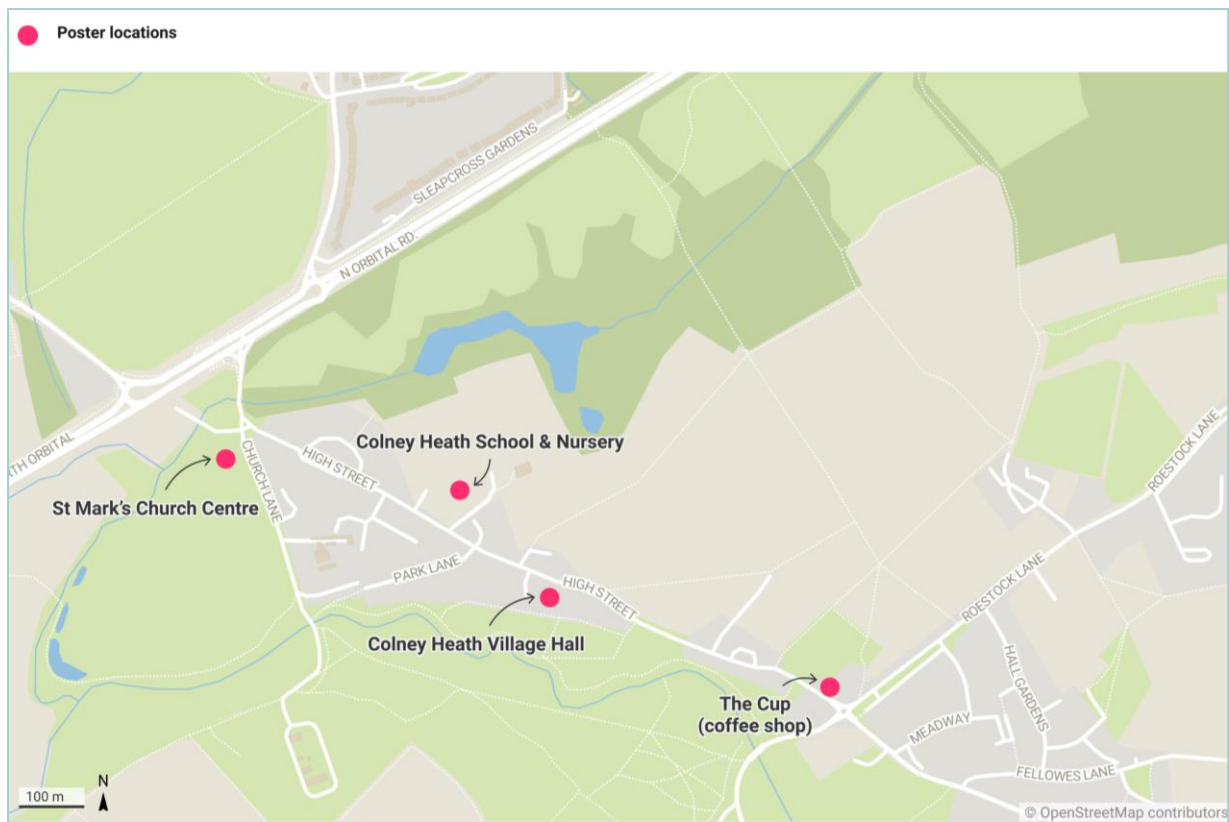 Poster locations
SLEAPCROSS GARDENS
N ORBITAL RD.
ROESTOCK LANE
Colney Heath School & Nursery
CHURCH LANE
HIGH STREET
RTH ORBITAL
St Mark's Church Centre
PARK LANE
HIGH STREET
ROESTOCK LANE
Colney Heath Village Hall
HALL GARDENS
The Cup
(coffee shop)
MEADWAY
FELLOWES LANE
100 m
N
© OpenStreetMap contributors